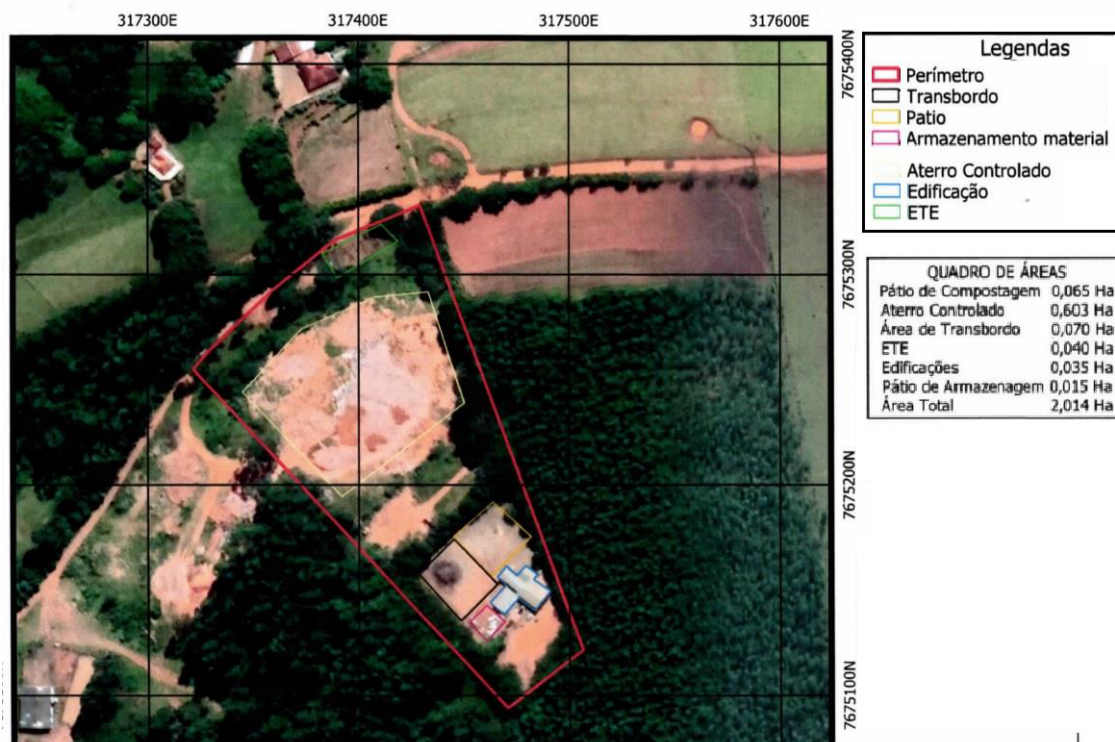 317300E 317400E 317500E 317600E
7675400N
7675300N
7675200N
7675100N
Legendas
Perímetro
Transbordo
Patio
Armazenamento material
Aterro Controlado
Edificação
ETE
QUADRO DE ÁREAS
Pátio de Compostagem 0,065 Ha
Aterro Controlado 0,603 Ha
Área de Transbordo 0,070 Ha
ETE 0,040 Ha
Edificações 0,035 Ha
Pátio de Armazenagem 0,015 Ha
Área Total 2,014 Ha